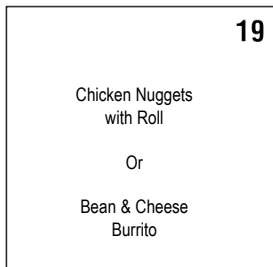 19
Chicken Nuggets
with Roll
Or
Bean & Cheese
Burrito